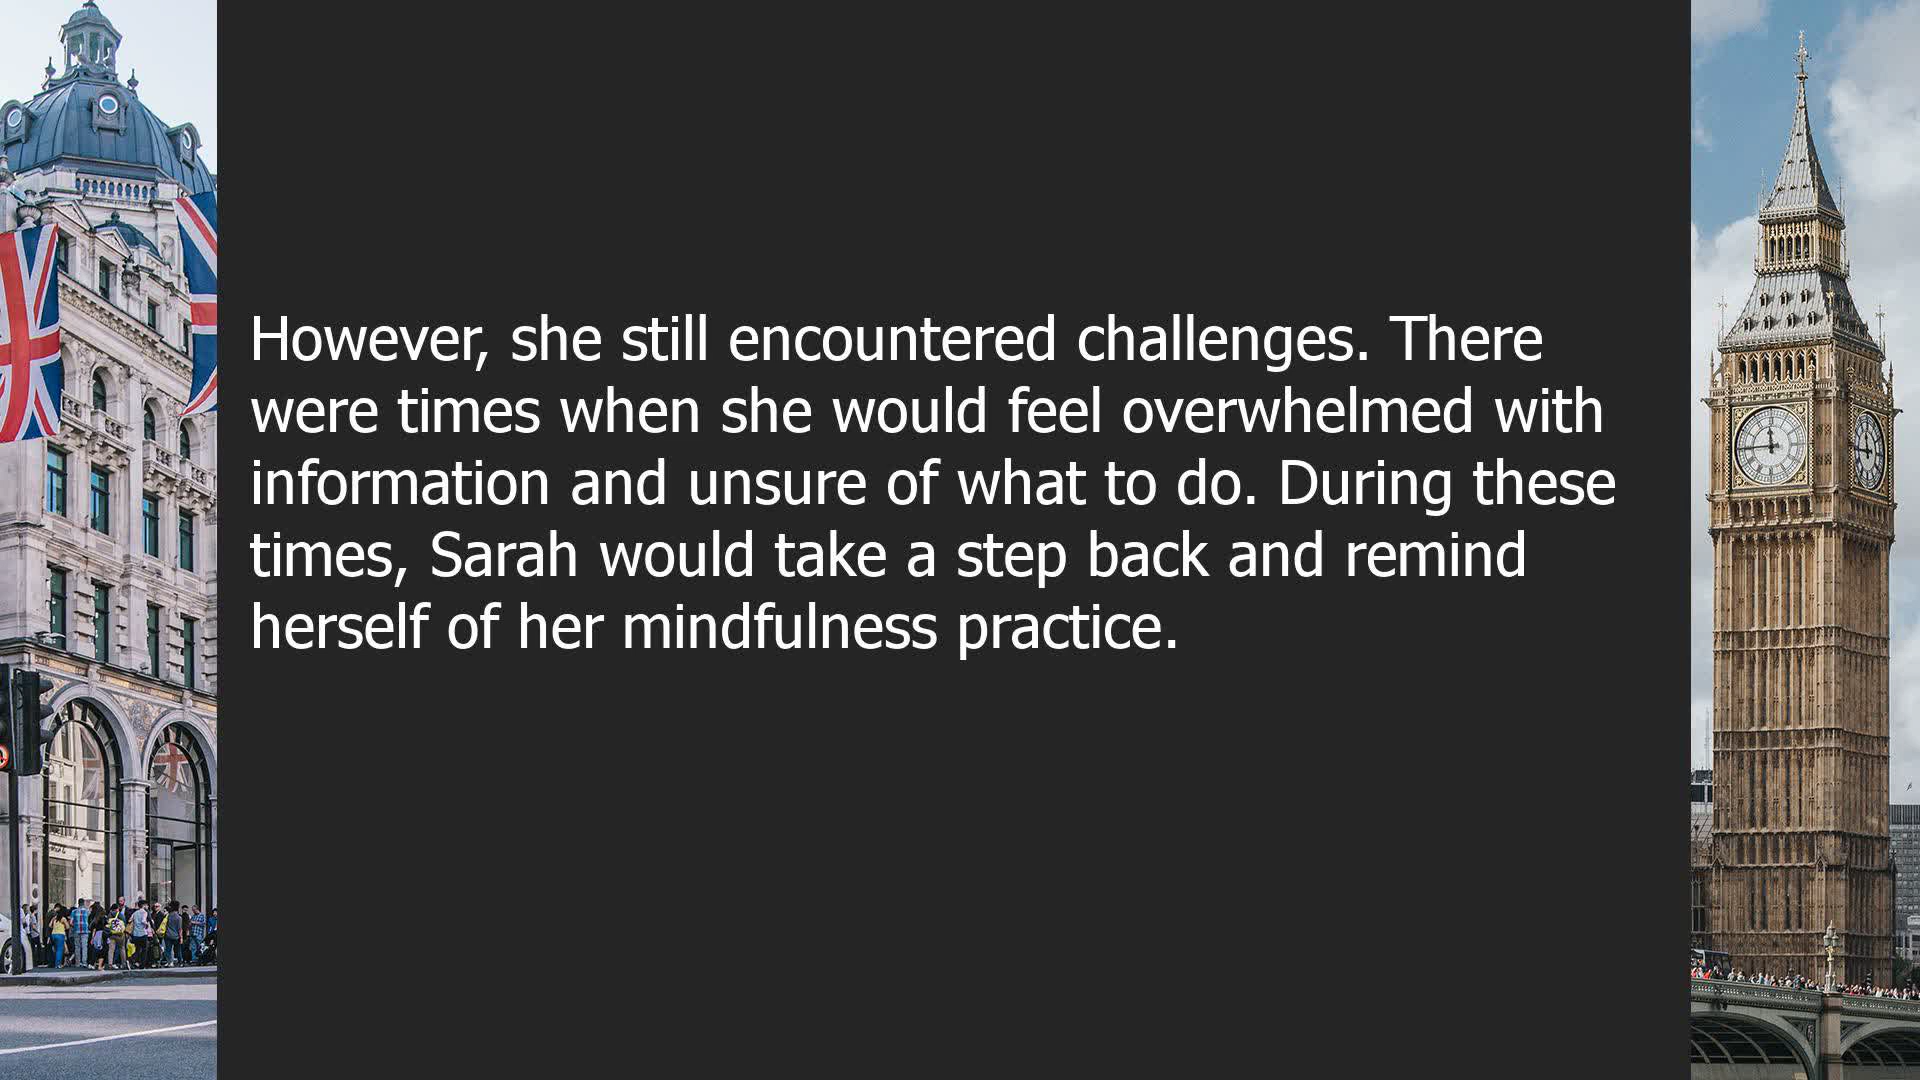 However, she still encountered challenges. There
were times when she would feel overwhelmed with
information and unsure of what to do. During these
times, Sarah would take a step back and remind
herself of her mindfulness practice.